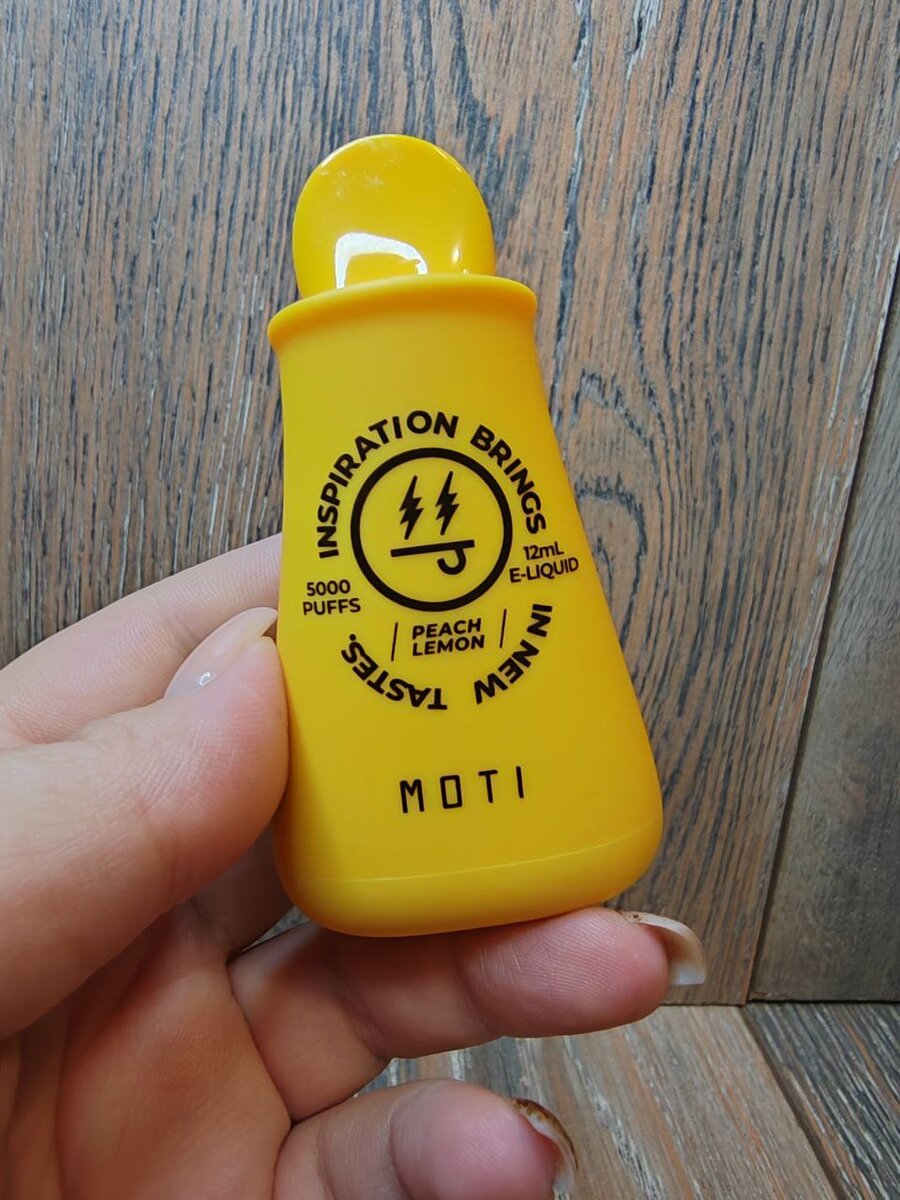 INSPIRATION BRINGS
12mL
E-LIQUID
5000
PUFFS
PEACH
LEMON
IN NEW TASTES.
MOTI